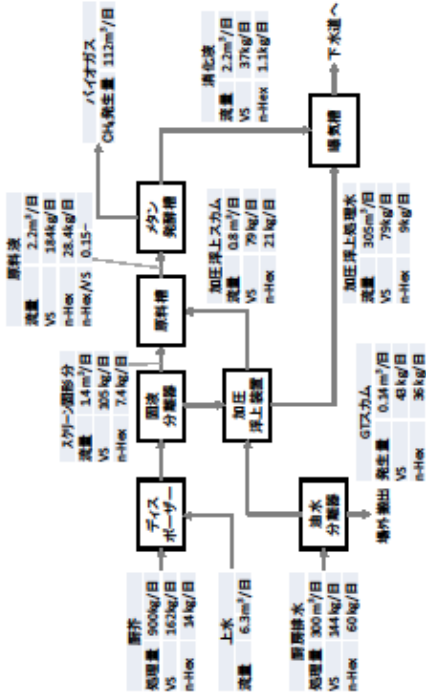 厨芥
処理量 900kg/日
VS 162kg/日
n-Hex 14kg/日
上水
流量 6.3m³/日
厨房排水
処理量 300m³/日
VS 144kg/日
n-Hex 60kg/日
ディス
ポーザー
油水
分離器
場外搬出
スクリーン固形分
流量 1.4m³/日
VS 105kg/日
n-Hex 7.4kg/日
固液
分離器
加圧
浮上装置
GTスカム
発生量 0.14m³/日
VS 43kg/日
n-Hex 36kg/日
原料液
流量 2.2m³/日
VS 184kg/日
n-Hex 28.4kg/日
n-Hex/VS 0.15−
原料槽
メタン
発酵槽
加圧浮上スカム
流量 0.8m³/日
VS 79kg/日
n-Hex 21kg/日
加圧浮上処理水
流量 305m³/日
VS 79kg/日
n-Hex 9kg/日
バイオガス
CH₄発生量 112m³/日
消化液
流量 2.2m³/日
VS 37kg/日
n-Hex 1.1kg/日
曝気槽
下水道へ